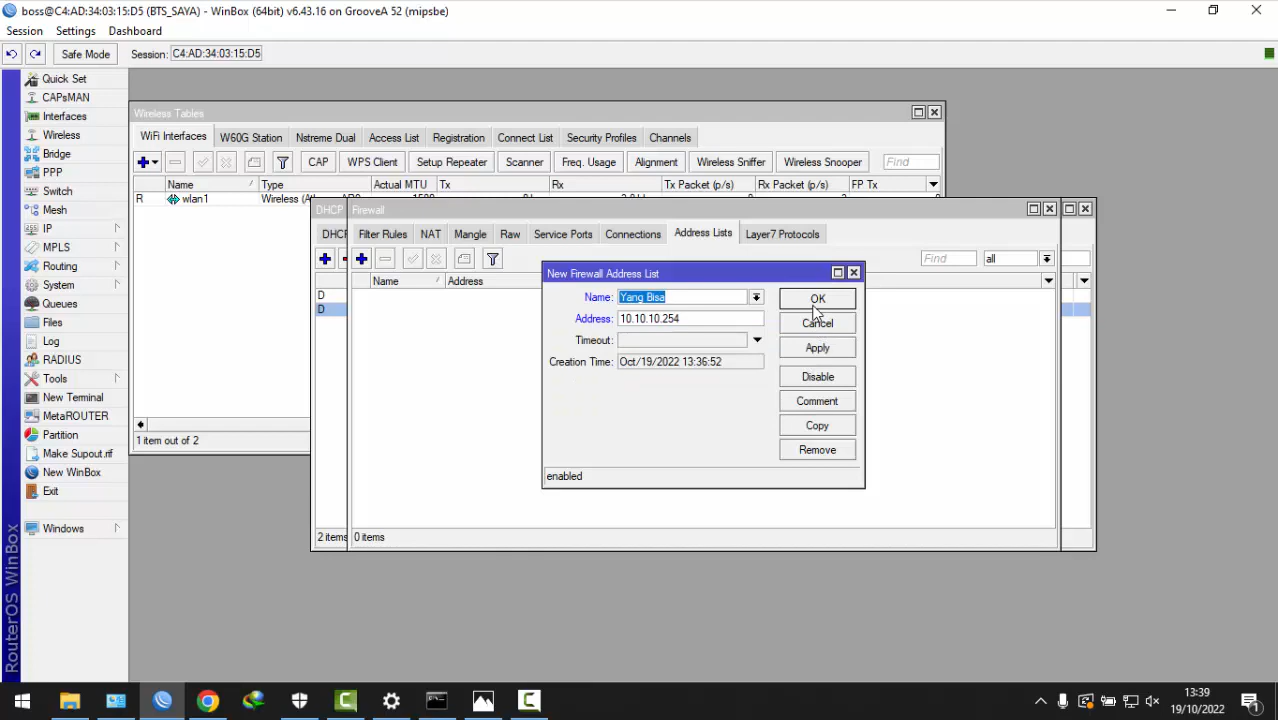 boss@C4:AD:34:03:15:D5 (BTS_SAYA) - WinBox (64bit) v6.43.16 on GrooveA 52 (mipsbe)
Session Settings Dashboard
Safe Mode Session: C4:AD:34:03:15:D5
Quick Set
CAPsMAN
Interfaces
Wireless
Bridge
PPP
Switch
Mesh
IP
MPLS
Routing
System
Queues
Files
Log
RADIUS
Tools
New Terminal
MetaROUTER
Partition
Make Supout.rif
New WinBox
Exit
Windows
RouterOS WinBox
Wireless Tables
WiFi Interfaces W60G Station Nstreme Dual Access List Registration Connect List Security Profiles Channels
CAP WPS Client Setup Repeater Scanner Freq. Usage Alignment Wireless Sniffer Wireless Snooper Find
Name Type Actual MTU Tx Rx Tx Packet (p/s) Rx Packet (p/s) FP Tx
R wlan1 Wireless
1 item out of 2
DHCP
DHCP
D
D
2 items
Firewall
Filter Rules NAT Mangle Raw Service Ports Connections Address Lists Layer7 Protocols
Find all
Name Address
0 items
New Firewall Address List
Name: Yang Bisa
Address: 10.10.10.254
Timeout:
Creation Time: Oct/19/2022 13:36:52
OK
Cancel
Apply
Disable
Comment
Copy
Remove
enabled
13:39
19/10/2022
1